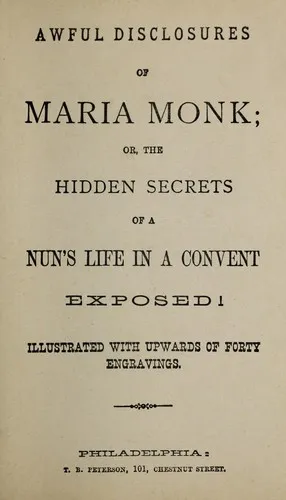 AWFUL DISCLOSURES
OF
MARIA MONK;
OR, THE
HIDDEN SECRETS
OF A
NUN'S LIFE IN A CONVENT
EXPOSED!
ILLUSTRATED WITH UPWARDS OF FORTY
ENGRAVINGS.
PHILADELPHIA:
T. B. PETERSON, 101, CHESTNUT STREET.